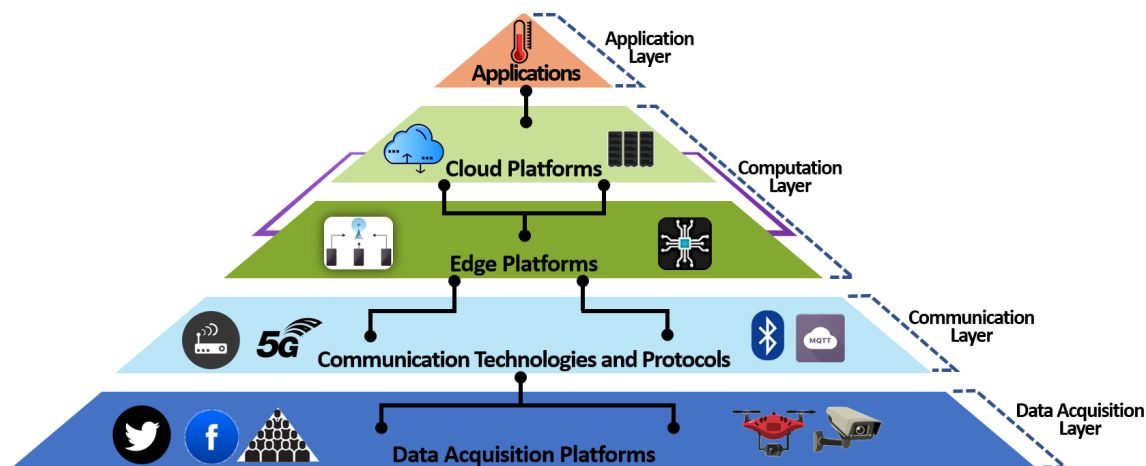 Applications
Application
Layer
Cloud Platforms
Computation
Layer
Edge Platforms
5G
MQTT
Communication Technologies and Protocols
Communication
Layer
f
Data Acquisition Platforms
Data Acquisition
Layer